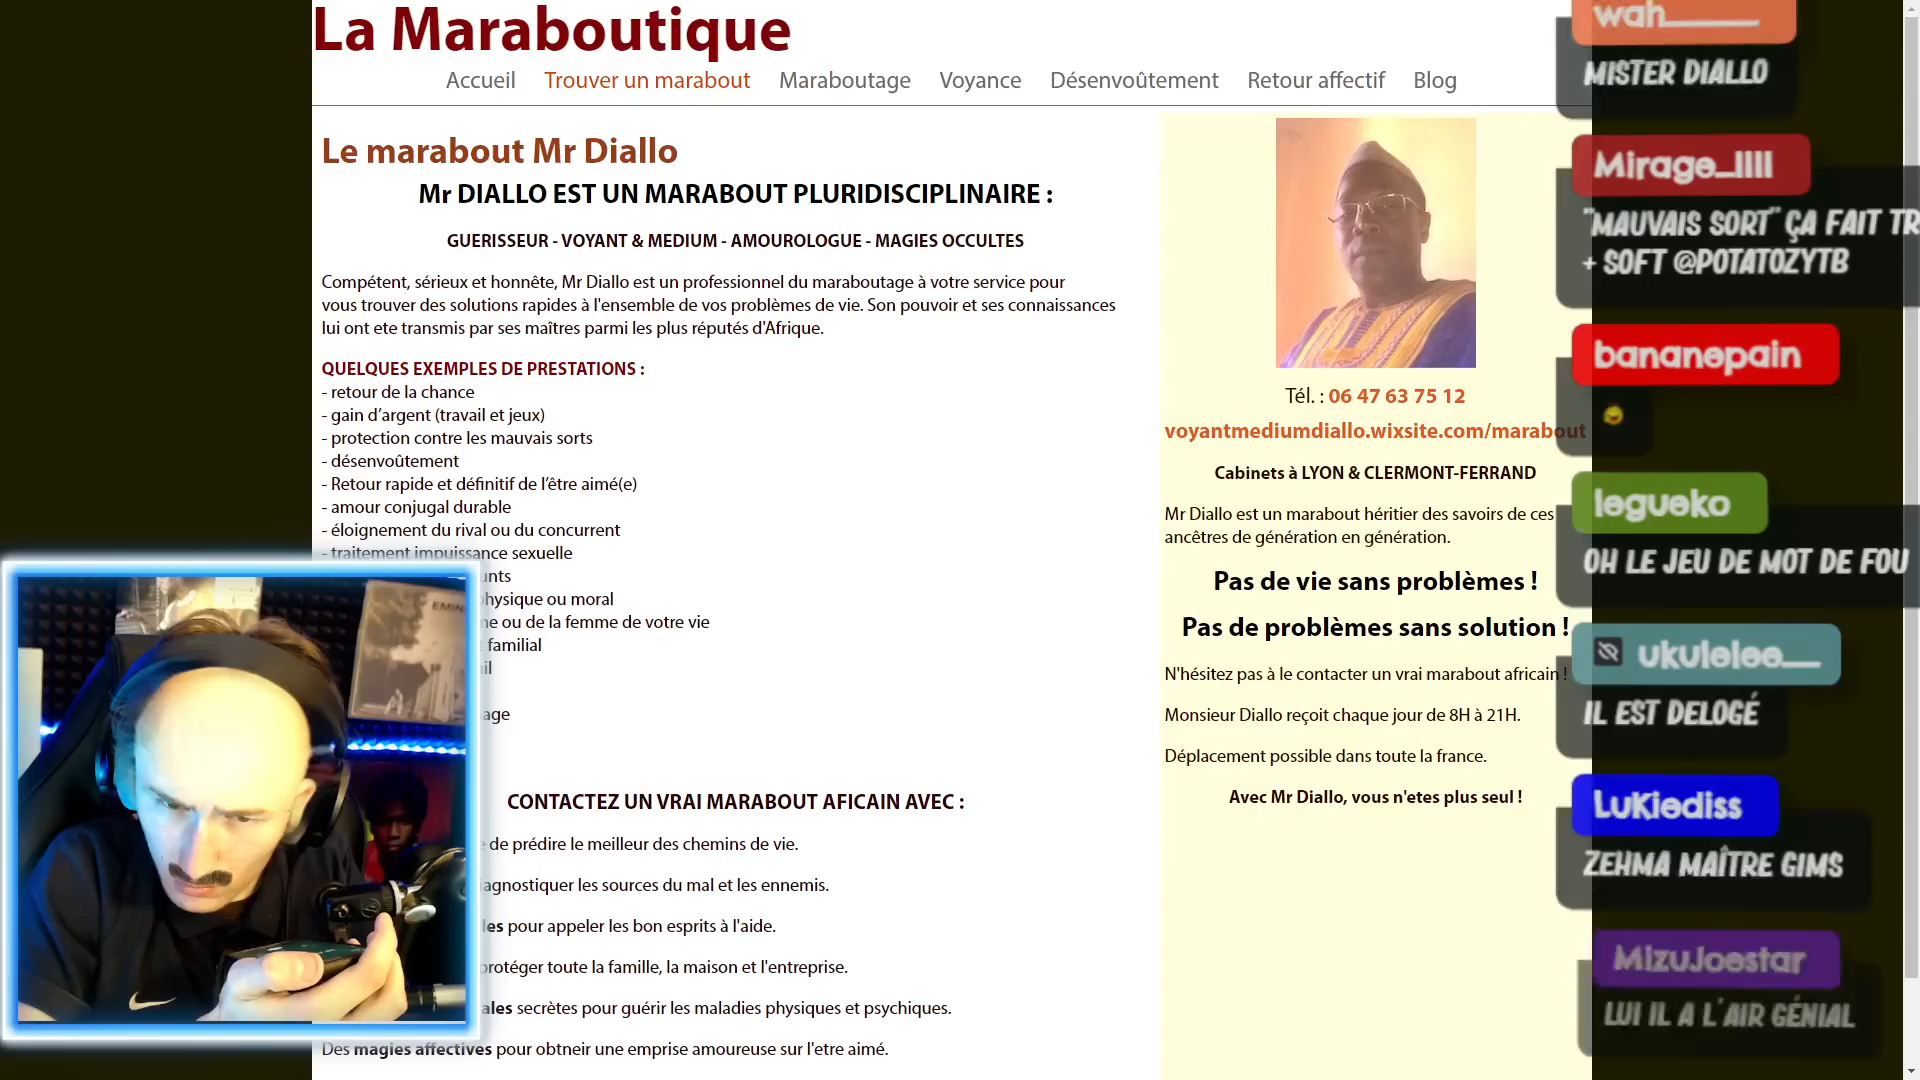 La Maraboutique
Accueil Trouver un marabout Maraboutage Voyance Désenvoûtement Retour affectif Blog
Le marabout Mr Diallo
Mr DIALLO EST UN MARABOUT PLURIDISCIPLINAIRE :
GUERISSEUR - VOYANT & MEDIUM - AMOUROLOGUE - MAGIES OCCULTES
Compétent, sérieux et honnête, Mr Diallo est un professionnel du maraboutage à votre service pour
vous trouver des solutions rapides à l'ensemble de vos problèmes de vie. Son pouvoir et ses connaissances
lui ont ete transmis par ses maîtres parmi les plus réputés d'Afrique.
QUELQUES EXEMPLES DE PRESTATIONS :
- retour de la chance
- gain d’argent (travail et jeux)
- protection contre les mauvais sorts
- désenvoûtement
- Retour rapide et définitif de l’être aimé(e)
- amour conjugal durable
- éloignement du rival ou du concurrent
- traitement impuissance sexuelle
unts
physique ou moral
ne ou de la femme de votre vie
t familial
il
age
CONTACTEZ UN VRAI MARABOUT AFICAIN AVEC :
de prédire le meilleur des chemins de vie.
iagnostiquer les sources du mal et les ennemis.
les pour appeler les bon esprits à l'aide.
protéger toute la famille, la maison et l'entreprise.
ales secrètes pour guérir les maladies physiques et psychiques.
Des magies affectives pour obtneir une emprise amoureuse sur l'etre aimé.
Tél. : 06 47 63 75 12
voyantmediumdiallo.wixsite.com/marabout
Cabinets à LYON & CLERMONT-FERRAND
Mr Diallo est un marabout héritier des savoirs de ces
ancêtres de génération en génération.
Pas de vie sans problèmes !
Pas de problèmes sans solution !
N'hésitez pas à le contacter un vrai marabout africain !
Monsieur Diallo reçoit chaque jour de 8H à 21H.
Déplacement possible dans toute la france.
Avec Mr Diallo, vous n'etes plus seul !
EMIN
wah______
MISTER DIALLO
Mirage_llll
"MAUVAIS SORT" ÇA FAIT TR
+ SOFT @POTATOZYTB
bananepain
legueko
OH LE JEU DE MOT DE FOU
ukulelee__
IL EST DELOGÉ
LuKiediss
ZEHMA MAÎTRE GIMS
MizuJoestar
LUI IL A L'AIR GÉNIAL